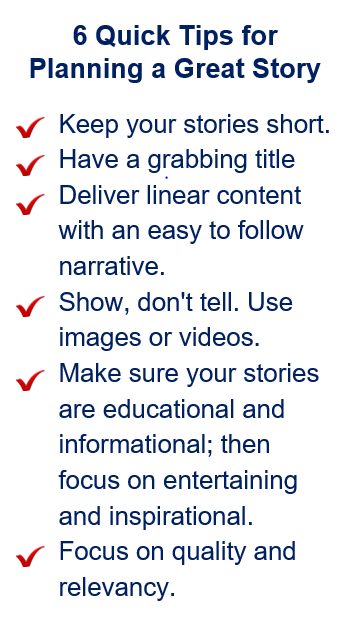 6 Quick Tips for
Planning a Great Story
Keep your stories short.
Have a grabbing title
Deliver linear content
with an easy to follow
narrative.
Show, don't tell. Use
images or videos.
Make sure your stories
are educational and
informational; then
focus on entertaining
and inspirational.
Focus on quality and
relevancy.